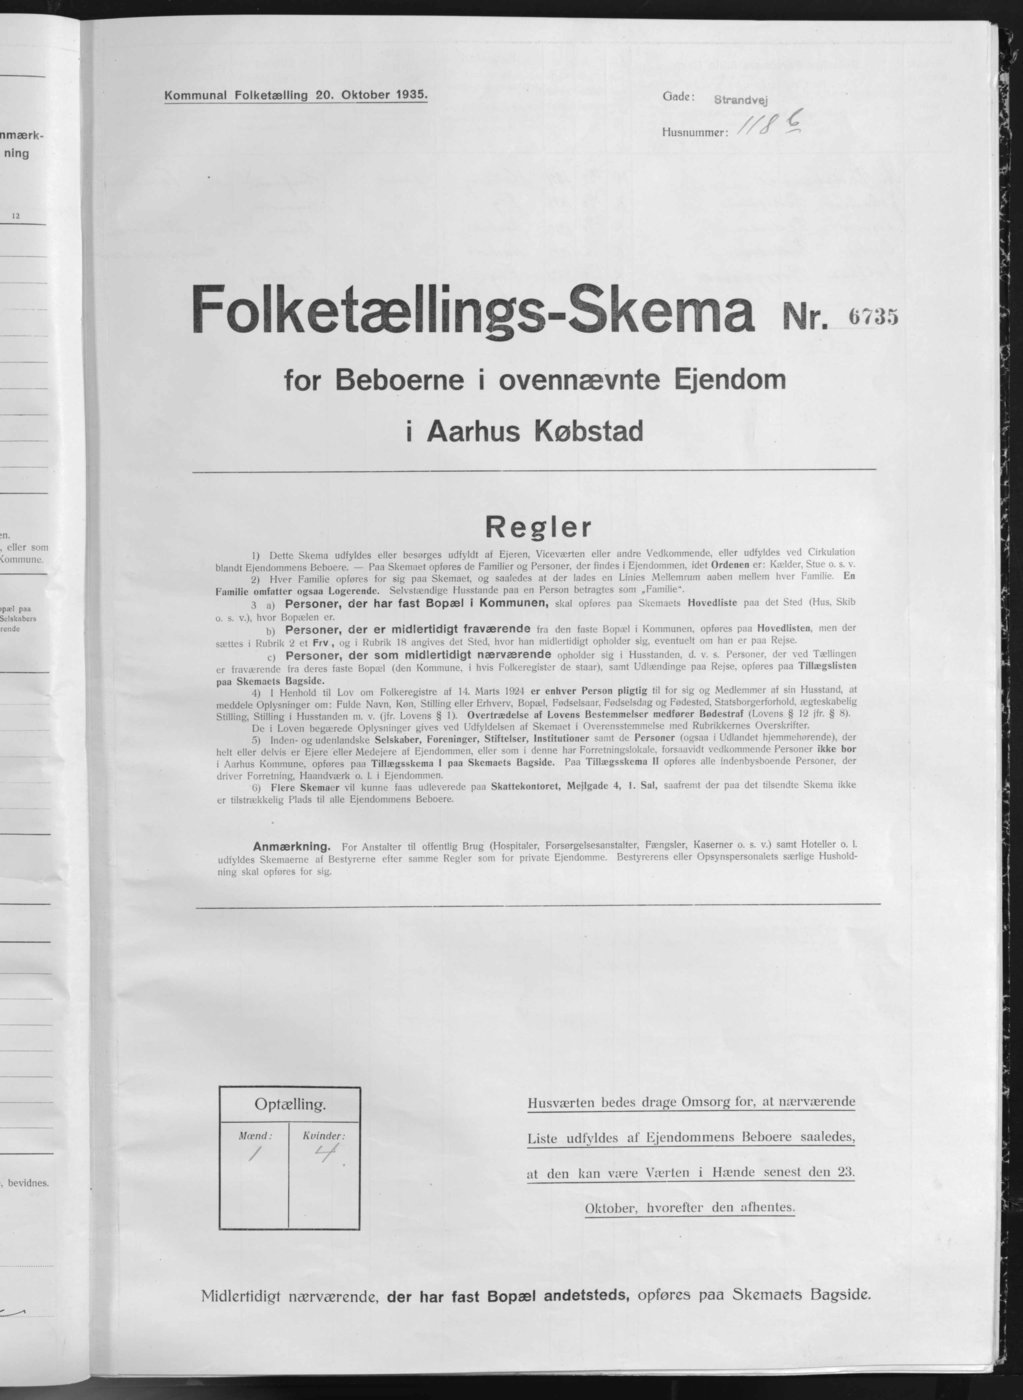 Kommunal Folketælling 20. Oktober 1935.
Gade: Strandvej
Husnummer: 118 6
nmærk-
ning
12
Folketællings-Skema Nr. 6735
for Beboerne i ovennævnte Ejendom
i Aarhus Købstad
Regler
1) Dette Skema udfyldes eller besørges udfyldt af Ejeren, Viceværten eller andre Vedkommende, eller udfyldes ved Cirkulation
blandt Ejendommens Beboere. — Paa Skemaet opføres de Familier og Personer, der findes i Ejendommen, idet Ordenen er: Kælder, Stue o. s. v.
2) Hver Familie opføres for sig paa Skemaet, og saaledes at der lades en Linies Mellemrum aaben mellem hver Familie. En
Familie omfatter ogsaa Logerende. Selvstændige Husstande paa en Person betragtes som „Familie".
3 a) Personer, der har fast Bopæl i Kommunen, skal opføres paa Skemaets Hovedliste paa det Sted (Hus, Skib
o. s. v.), hvor Bopælen er.
b) Personer, der er midlertidigt fraværende fra den faste Bopæl i Kommunen, opføres paa Hovedlisten, men der
sættes i Rubrik 2 et Frv, og i Rubrik 18 angives det Sted, hvor han midlertidigt opholder sig, eventuelt om han er paa Rejse.
c) Personer, der som midlertidigt nærværende opholder sig i Husstanden, d. v. s. Personer, der ved Tællingen
er fraværende fra deres faste Bopæl (den Kommune, i hvis Folkeregister de staar), samt Udlændinge paa Rejse, opføres paa Tillægslisten
paa Skemaets Bagside.
4) I Henhold til Lov om Folkeregistre af 14. Marts 1924 er enhver Person pligtig til for sig og Medlemmer af sin Husstand, at
meddele Oplysninger om: Fulde Navn, Køn, Stilling eller Erhverv, Bopæl, Fødselsaar, Fødselsdag og Fødested, Statsborgerforhold, ægteskabelig
Stilling, Stilling i Husstanden m. v. (jfr. Lovens § 1). Overtrædelse af Lovens Bestemmelser medfører Bødestraf (Lovens § 12 jfr. § 8).
De i Loven begærede Oplysninger gives ved Udfyldelsen af Skemaet i Overensstemmelse med Rubrikkernes Overskrifter.
5) Inden- og udenlandske Selskaber, Foreninger, Stiftelser, Institutioner samt de Personer (ogsaa i Udlandet hjemmehørende), der
helt eller delvis er Ejere eller Medejere af Ejendommen, eller som i denne har Forretningslokale, forsaavidt vedkommende Personer ikke bor
i Aarhus Kommune, opføres paa Tillægsskema I paa Skemaets Bagside. Paa Tillægsskema II opføres alle indenbysboende Personer, der
driver Forretning, Haandværk o. l. i Ejendommen.
6) Flere Skemaer vil kunne faas udleverede paa Skattekontoret, Mejlgade 4, 1. Sal, saafremt der paa det tilsendte Skema ikke
er tilstrækkelig Plads til alle Ejendommens Beboere.
Anmærkning. For Anstalter til offentlig Brug (Hospitaler, Forsørgelsesanstalter, Fængsler, Kaserner o. s. v.) samt Hoteller o. l.
udfyldes Skemaerne af Bestyrerne efter samme Regler som for private Ejendomme. Bestyrerens eller Opsynspersonalets særlige Hushold-
ning skal opføres for sig.
en.
, eller som
Kommune.
opæl paa
Selskabers
rende
, bevidnes.
Optælling.
Mænd: Kvinder:
1 4
Husværten bedes drage Omsorg for, at nærværende
Liste udfyldes af Ejendommens Beboere saaledes,
at den kan være Værten i Hænde senest den 23.
Oktober, hvorefter den afhentes.
Midlertidigt nærværende, der har fast Bopæl andetsteds, opføres paa Skemaets Bagside.